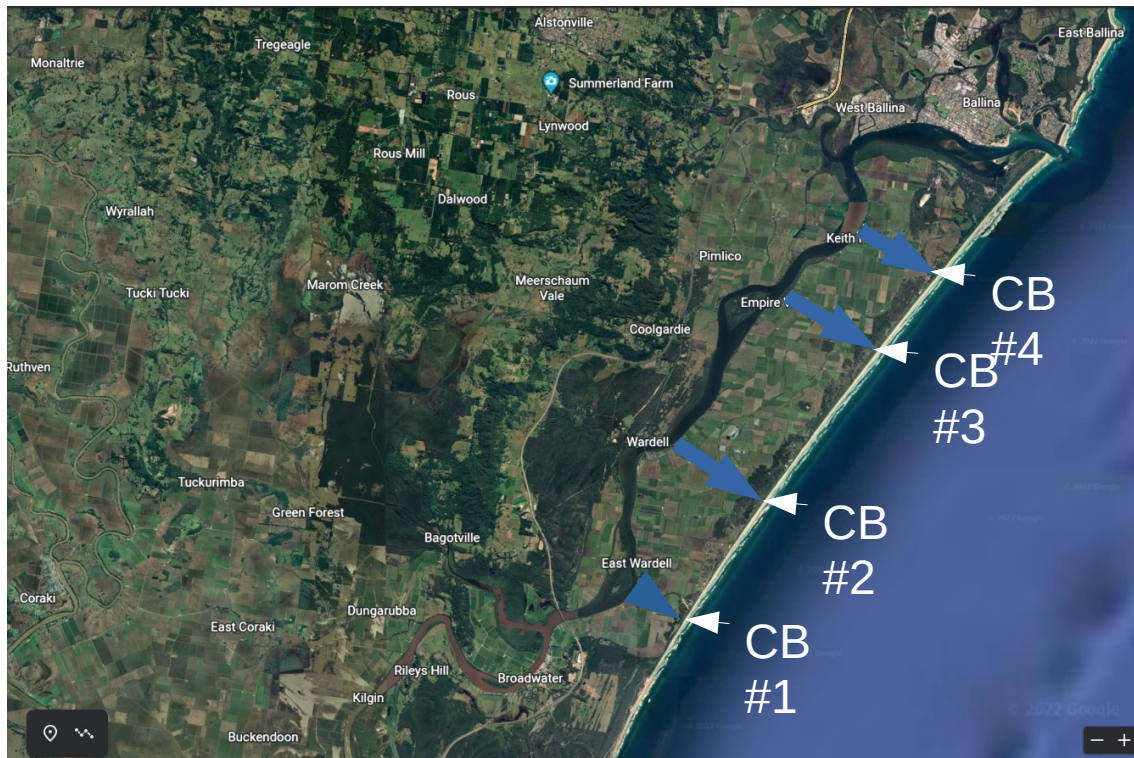 Alstonville
East Ballina
Tregeagle
Monaltrie
Summerland Farm
Rous
Ballina
West Ballina
Lynwood
Rous Mill
Dalwood
Wyrallah
Keith
Pimlico
Marom Creek
Meerschaum
Vale
Tucki Tucki
Empire
CB
#4
Coolgardie
Ruthven
CB
#3
Wardell
Tuckurimba
Green Forest
CB
#2
Bagotville
East Wardell
Coraki
Dungarubba
East Coraki
CB
#1
Rileys Hill
Broadwater
Kilgin
Buckendoon
© 2022 Google